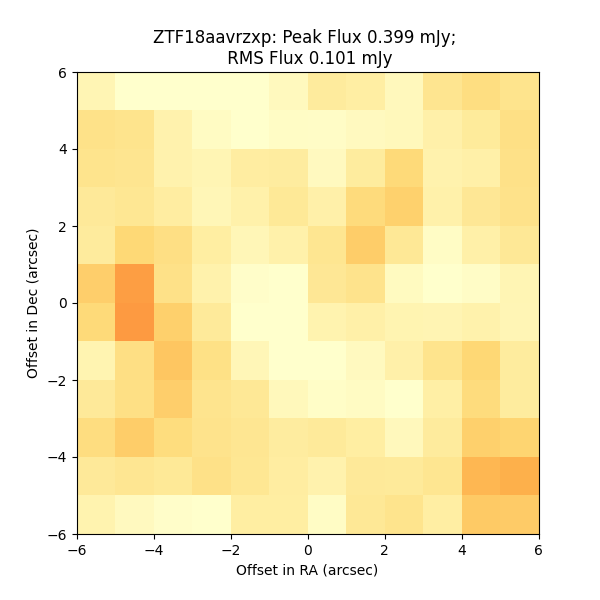 ZTF18aavrzxp: Peak Flux 0.399 mJy;
RMS Flux 0.101 mJy
6
4
2
0
−2
−4
−6
Offset in Dec (arcsec)
−6 −4 −2 0 2 4 6
Offset in RA (arcsec)